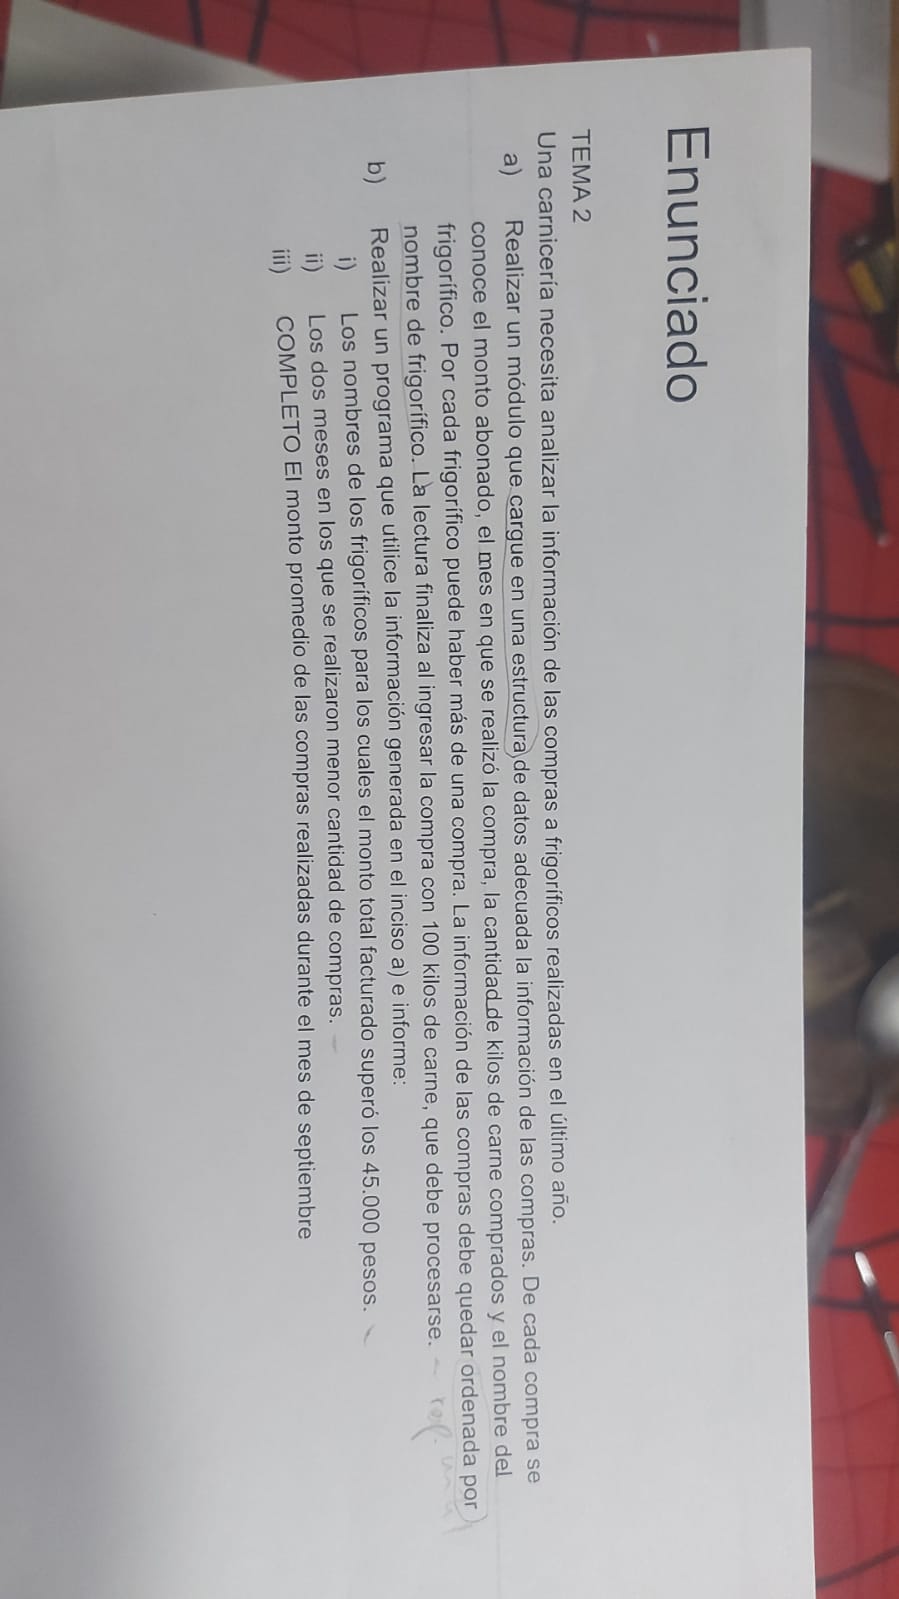 Enunciado
TEMA 2
Una carnicería necesita analizar la información de las compras a frigoríficos realizadas en el último año.
a) Realizar un módulo que cargue en una estructura de datos adecuada la información de las compras. De cada compra se
conoce el monto abonado, el mes en que se realizó la compra, la cantidad de kilos de carne comprados y el nombre del
frigorífico. Por cada frigorífico puede haber más de una compra. La información de las compras debe quedar ordenada por
nombre de frigorífico. La lectura finaliza al ingresar la compra con 100 kilos de carne, que debe procesarse.
b) Realizar un programa que utilice la información generada en el inciso a) e informe:
i) Los nombres de los frigoríficos para los cuales el monto total facturado superó los 45.000 pesos.
ii) Los dos meses en los que se realizaron menor cantidad de compras.
iii) COMPLETO El monto promedio de las compras realizadas durante el mes de septiembre